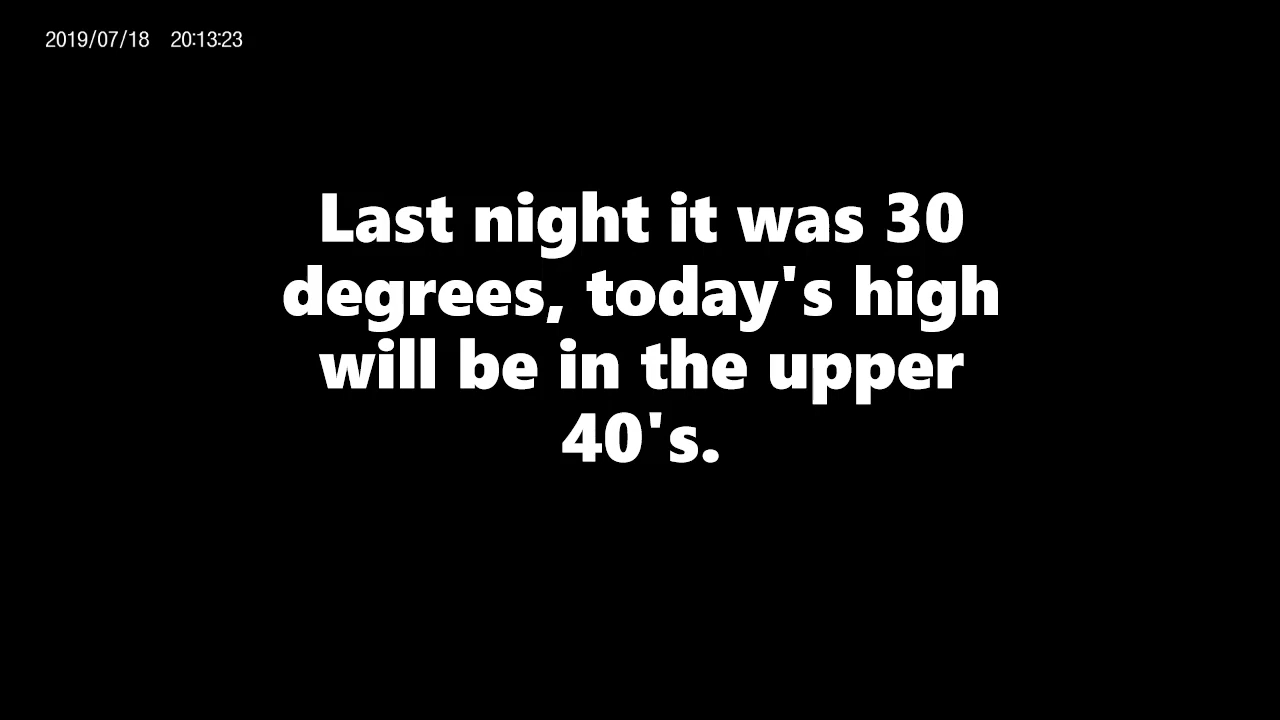 2019/07/18 20:13:23
Last night it was 30
degrees, today's high
will be in the upper
40's.